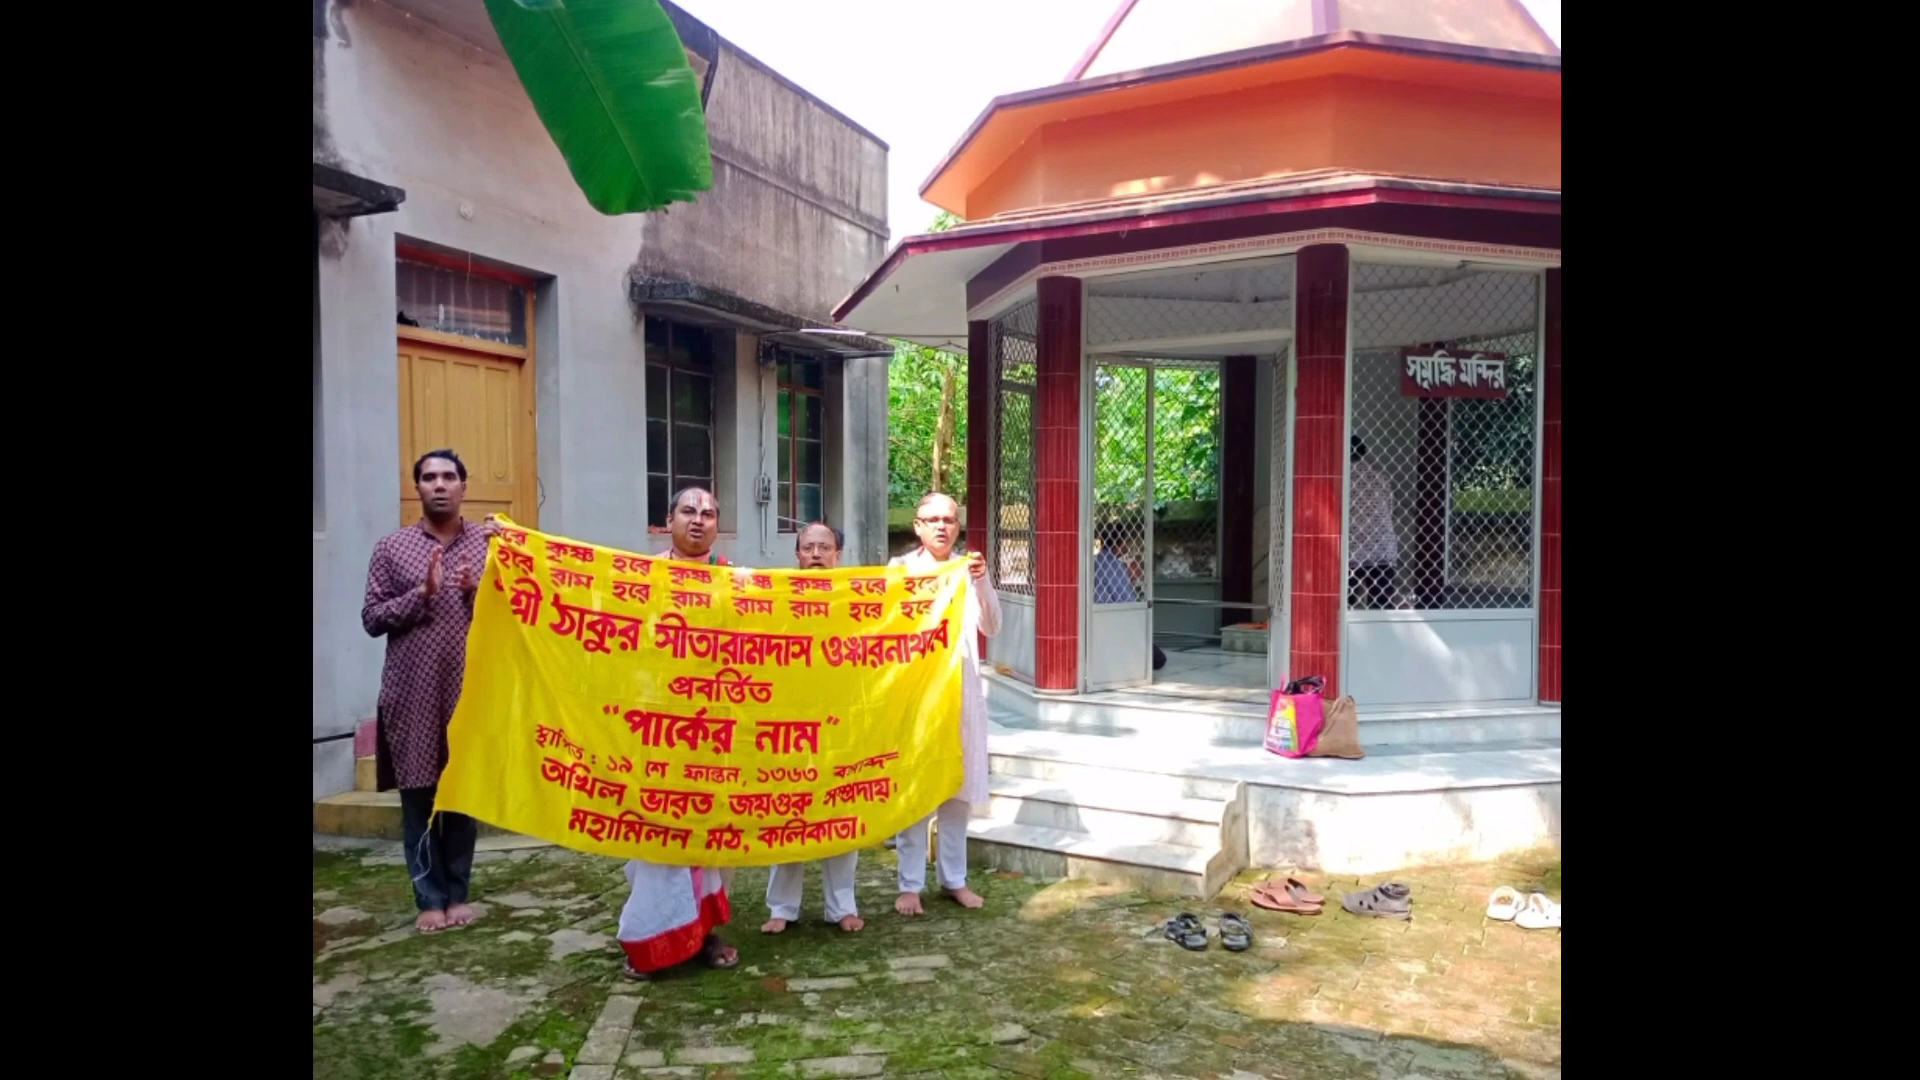 হরে কৃষ্ণ হরে কৃষ্ণ কৃষ্ণ কৃষ্ণ হরে হরে।
হরে রাম হরে রাম রাম রাম হরে হরে।
"শ্রী ঠাকুর সীতারামদাস ওঙ্কারনাথদেব
প্রবর্ত্তিত
"পার্কের নাম"
স্থাপিত : ১৯ শে ফাল্গুন, ১৩৬৩ বঙ্গাব্দ
অখিল ভারত জয়গুরু সম্প্রদায়।
মহামিলন মঠ, কলিকাতা।
সমৃদ্ধি মন্দির